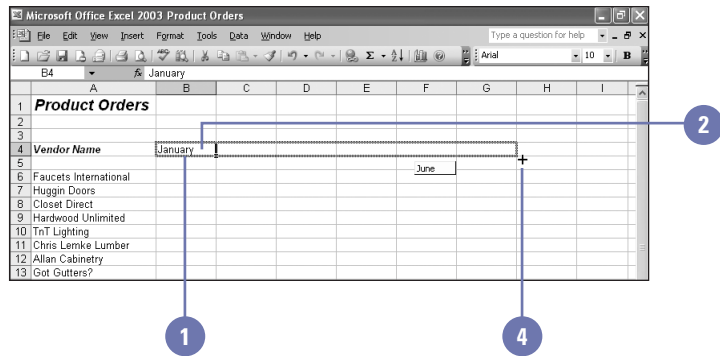 Microsoft Office Excel 2003 Product Orders
File Edit View Insert Format Tools Data Window Help Type a question for help
Arial 10 B
B4 fx January
A B C D E F G H I
1 Product Orders
2
3
4 Vendor Name January
5
June
6 Faucets International
7 Huggin Doors
8 Closet Direct
9 Hardwood Unlimited
10 TnT Lighting
11 Chris Lemke Lumber
12 Allan Cabinetry
13 Got Gutters?
2
1
4